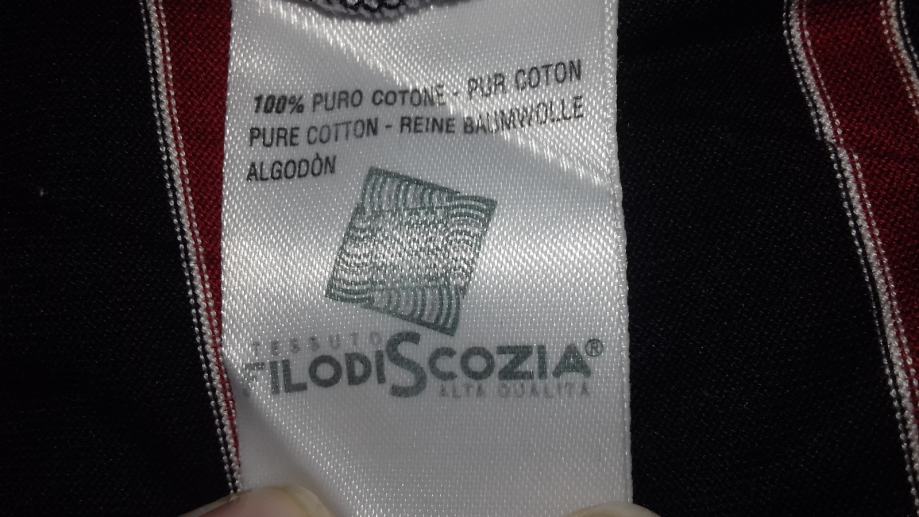 100% PURO COTONE - PUR COTON
PURE COTTON - REINE BAUMWOLLE
ALGODÒN
TESSUTO
FILODISCOZIA®
ALTA QUALITÀ